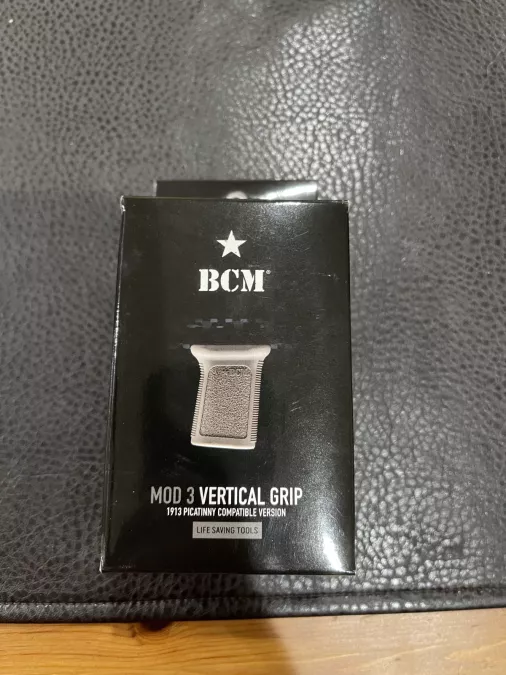 BCM®
MOD 3 VERTICAL GRIP
1913 PICATINNY COMPATIBLE VERSION
LIFE SAVING TOOLS